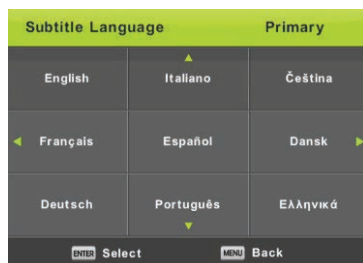 Subtitle Language Primary
English Italiano Čeština
Français Español Dansk
Deutsch Português Ελληνικά
ENTER Select MENU Back